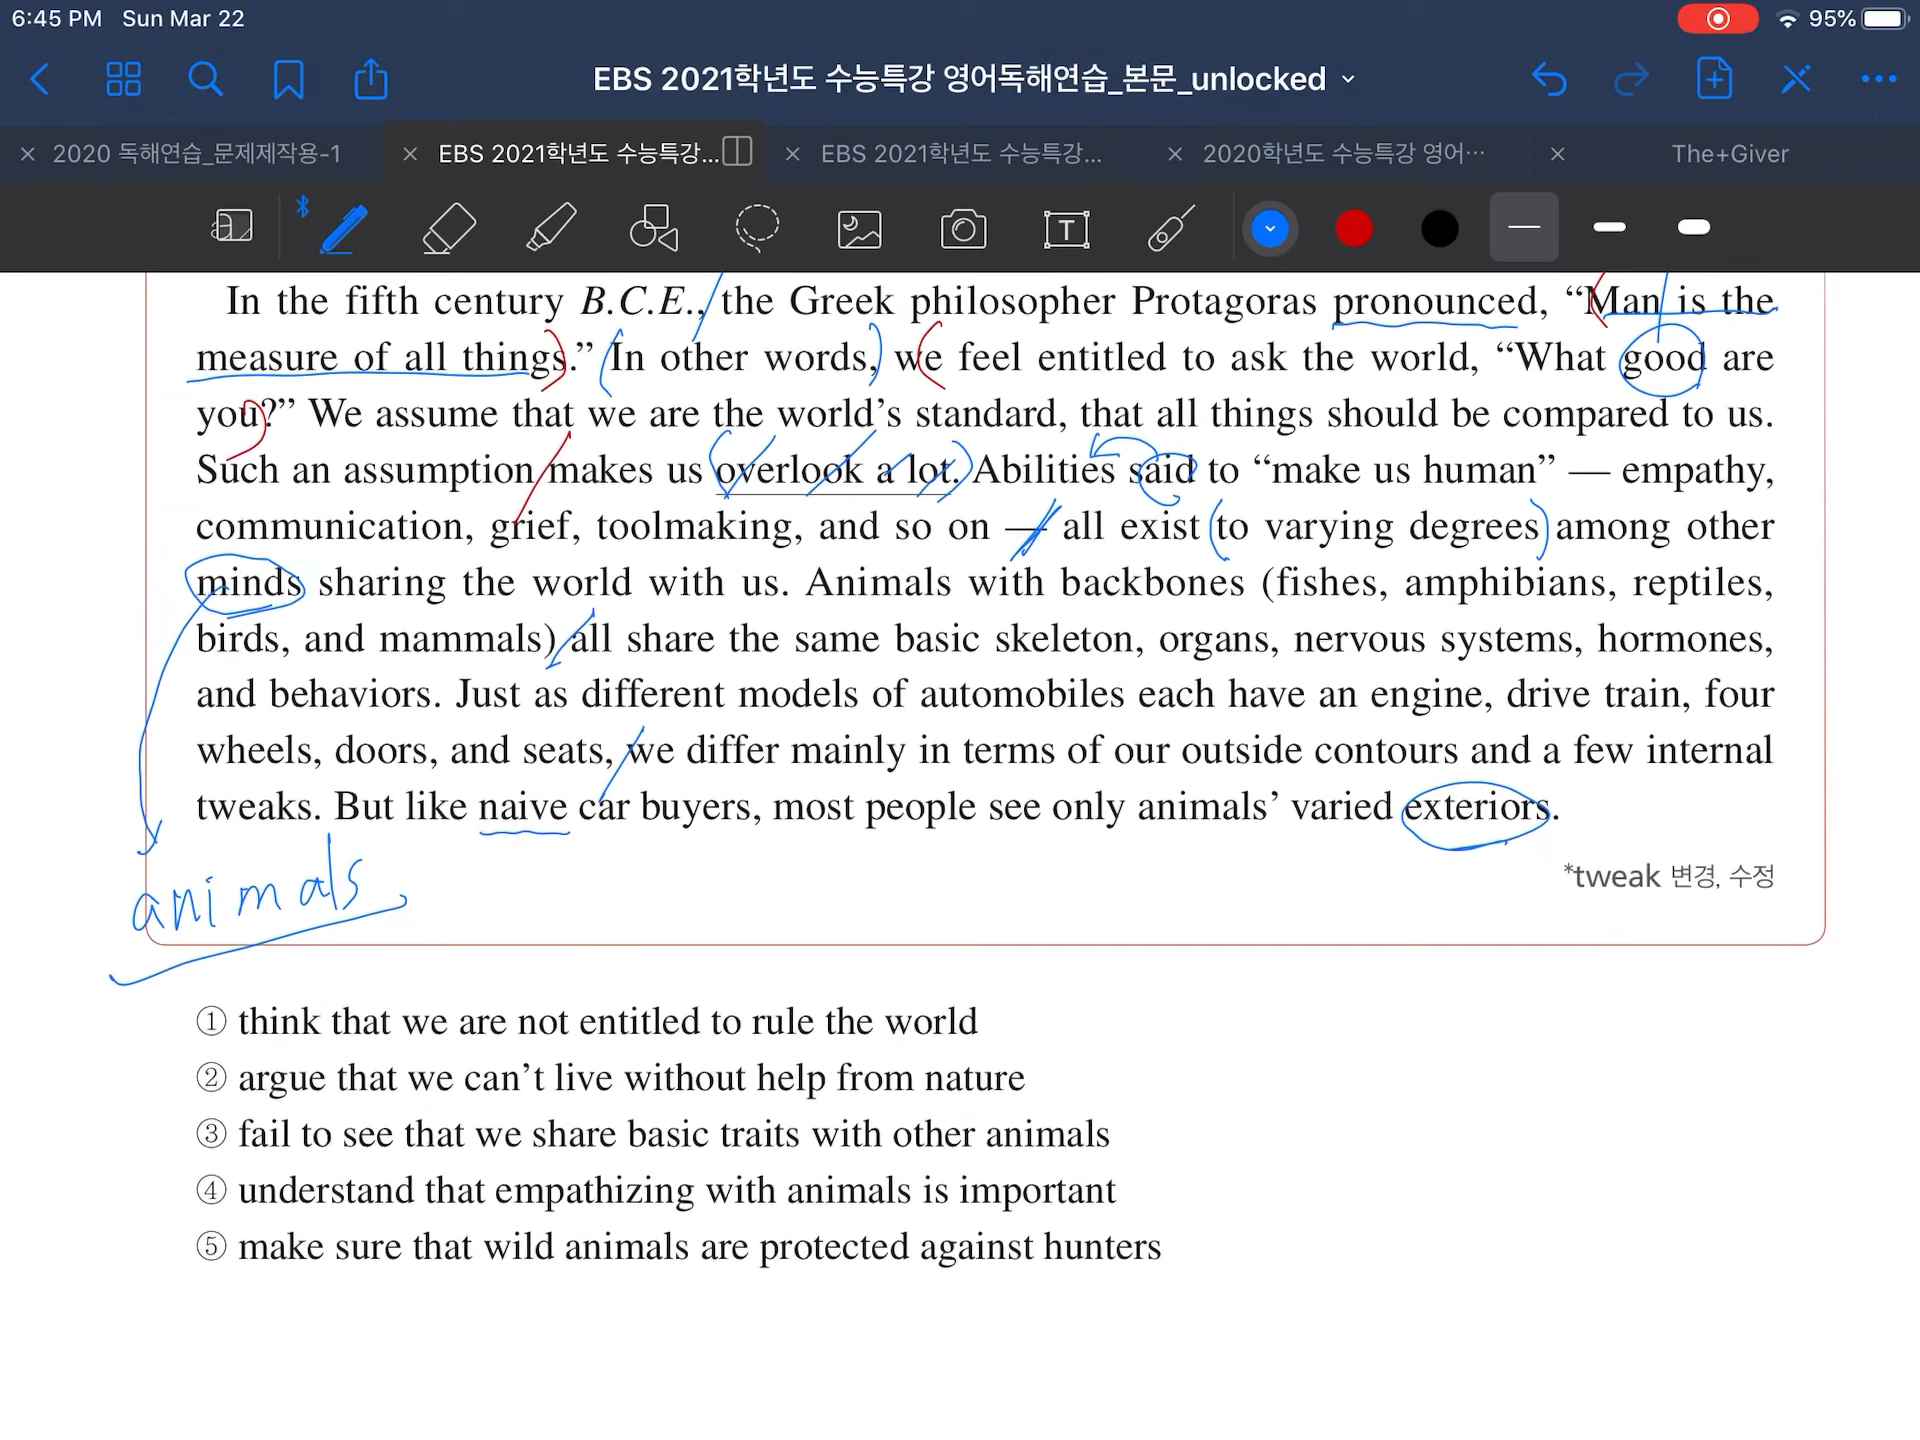 6:45 PM Sun Mar 22
95%
EBS 2021학년도 수능특강 영어독해연습_본문_unlocked
2020 독해연습_문제제작용-1
EBS 2021학년도 수능특강...
EBS 2021학년도 수능특강...
2020학년도 수능특강 영어...
The+Giver
In the fifth century B.C.E., the Greek philosopher Protagoras pronounced, “Man is the
measure of all things.” In other words, we feel entitled to ask the world, “What good are
you?” We assume that we are the world’s standard, that all things should be compared to us.
Such an assumption makes us overlook a lot. Abilities said to “make us human” — empathy,
communication, grief, toolmaking, and so on — all exist to varying degrees among other
minds sharing the world with us. Animals with backbones (fishes, amphibians, reptiles,
birds, and mammals) all share the same basic skeleton, organs, nervous systems, hormones,
and behaviors. Just as different models of automobiles each have an engine, drive train, four
wheels, doors, and seats, we differ mainly in terms of our outside contours and a few internal
tweaks. But like naive car buyers, most people see only animals’ varied exteriors.
*tweak 변경, 수정
animals
① think that we are not entitled to rule the world
② argue that we can’t live without help from nature
③ fail to see that we share basic traits with other animals
④ understand that empathizing with animals is important
⑤ make sure that wild animals are protected against hunters